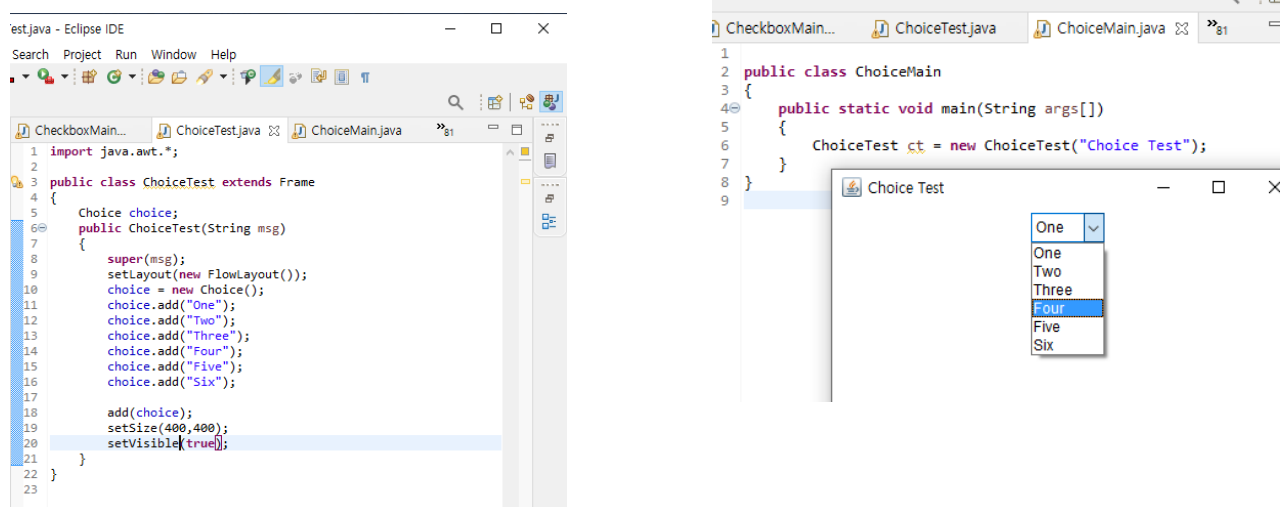 Test.java - Eclipse IDE
Search Project Run Window Help
CheckboxMain... ChoiceTest.java ChoiceMain.java »81
1 import java.awt.*;
2
3 public class ChoiceTest extends Frame
4 {
5 Choice choice;
6 public ChoiceTest(String msg)
7 {
8 super(msg);
9 setLayout(new FlowLayout());
10 choice = new Choice();
11 choice.add("One");
12 choice.add("Two");
13 choice.add("Three");
14 choice.add("Four");
15 choice.add("Five");
16 choice.add("Six");
17
18 add(choice);
19 setSize(400,400);
20 setVisible(true);
21 }
22 }
23
CheckboxMain... ChoiceTest.java ChoiceMain.java »81
1
2 public class ChoiceMain
3 {
4 public static void main(String args[])
5 {
6 ChoiceTest ct = new ChoiceTest("Choice Test");
7 }
8 }
9
Choice Test
One
One
Two
Three
Four
Five
Six